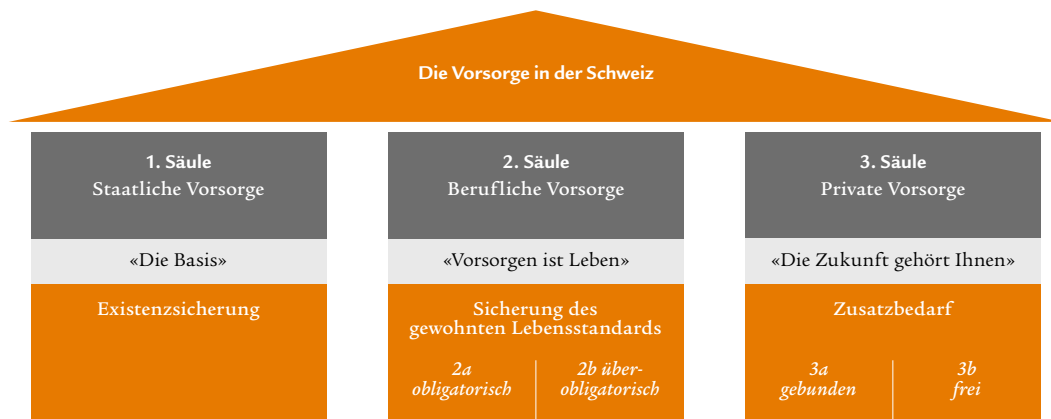 Die Vorsorge in der Schweiz
1. Säule
Staatliche Vorsorge
«Die Basis»
Existenzsicherung
2. Säule
Berufliche Vorsorge
«Vorsorgen ist Leben»
Sicherung des
gewohnten Lebensstandards
2a
obligatorisch
2b über-
obligatorisch
3. Säule
Private Vorsorge
«Die Zukunft gehört Ihnen»
Zusatzbedarf
3a
gebunden
3b
frei